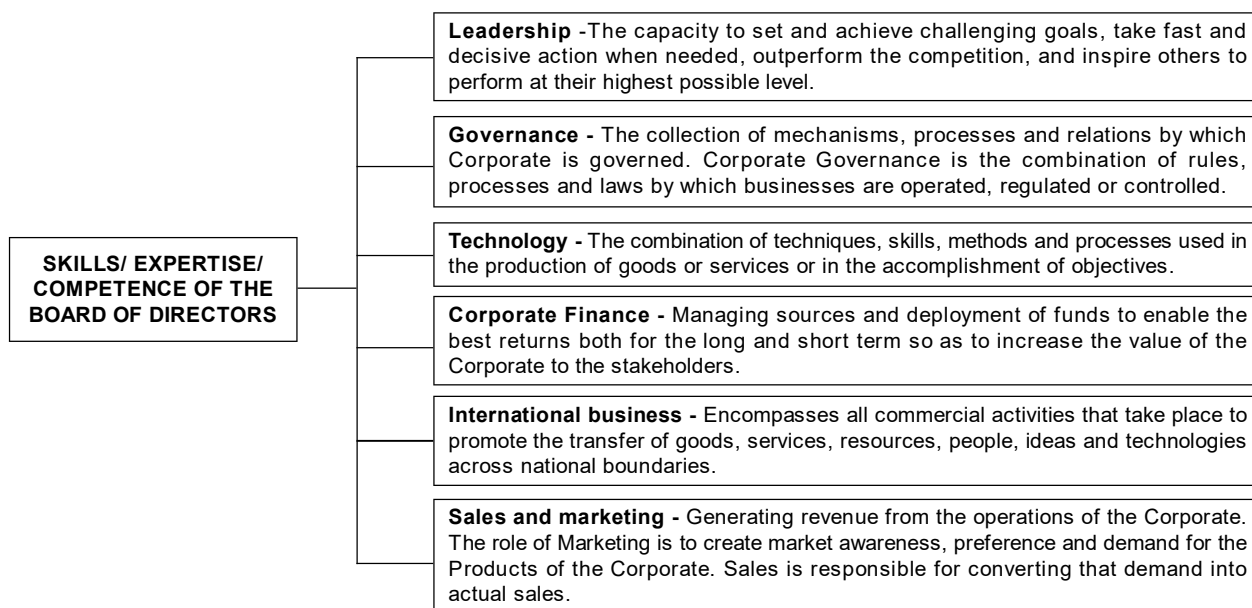 Leadership -The capacity to set and achieve challenging goals, take fast and
decisive action when needed, outperform the competition, and inspire others to
perform at their highest possible level.
Governance - The collection of mechanisms, processes and relations by which
Corporate is governed. Corporate Governance is the combination of rules,
processes and laws by which businesses are operated, regulated or controlled.
SKILLS/ EXPERTISE/
COMPETENCE OF THE
BOARD OF DIRECTORS
Technology - The combination of techniques, skills, methods and processes used in
the production of goods or services or in the accomplishment of objectives.
Corporate Finance - Managing sources and deployment of funds to enable the
best returns both for the long and short term so as to increase the value of the
Corporate to the stakeholders.
International business - Encompasses all commercial activities that take place to
promote the transfer of goods, services, resources, people, ideas and technologies
across national boundaries.
Sales and marketing - Generating revenue from the operations of the Corporate.
The role of Marketing is to create market awareness, preference and demand for the
Products of the Corporate. Sales is responsible for converting that demand into
actual sales.